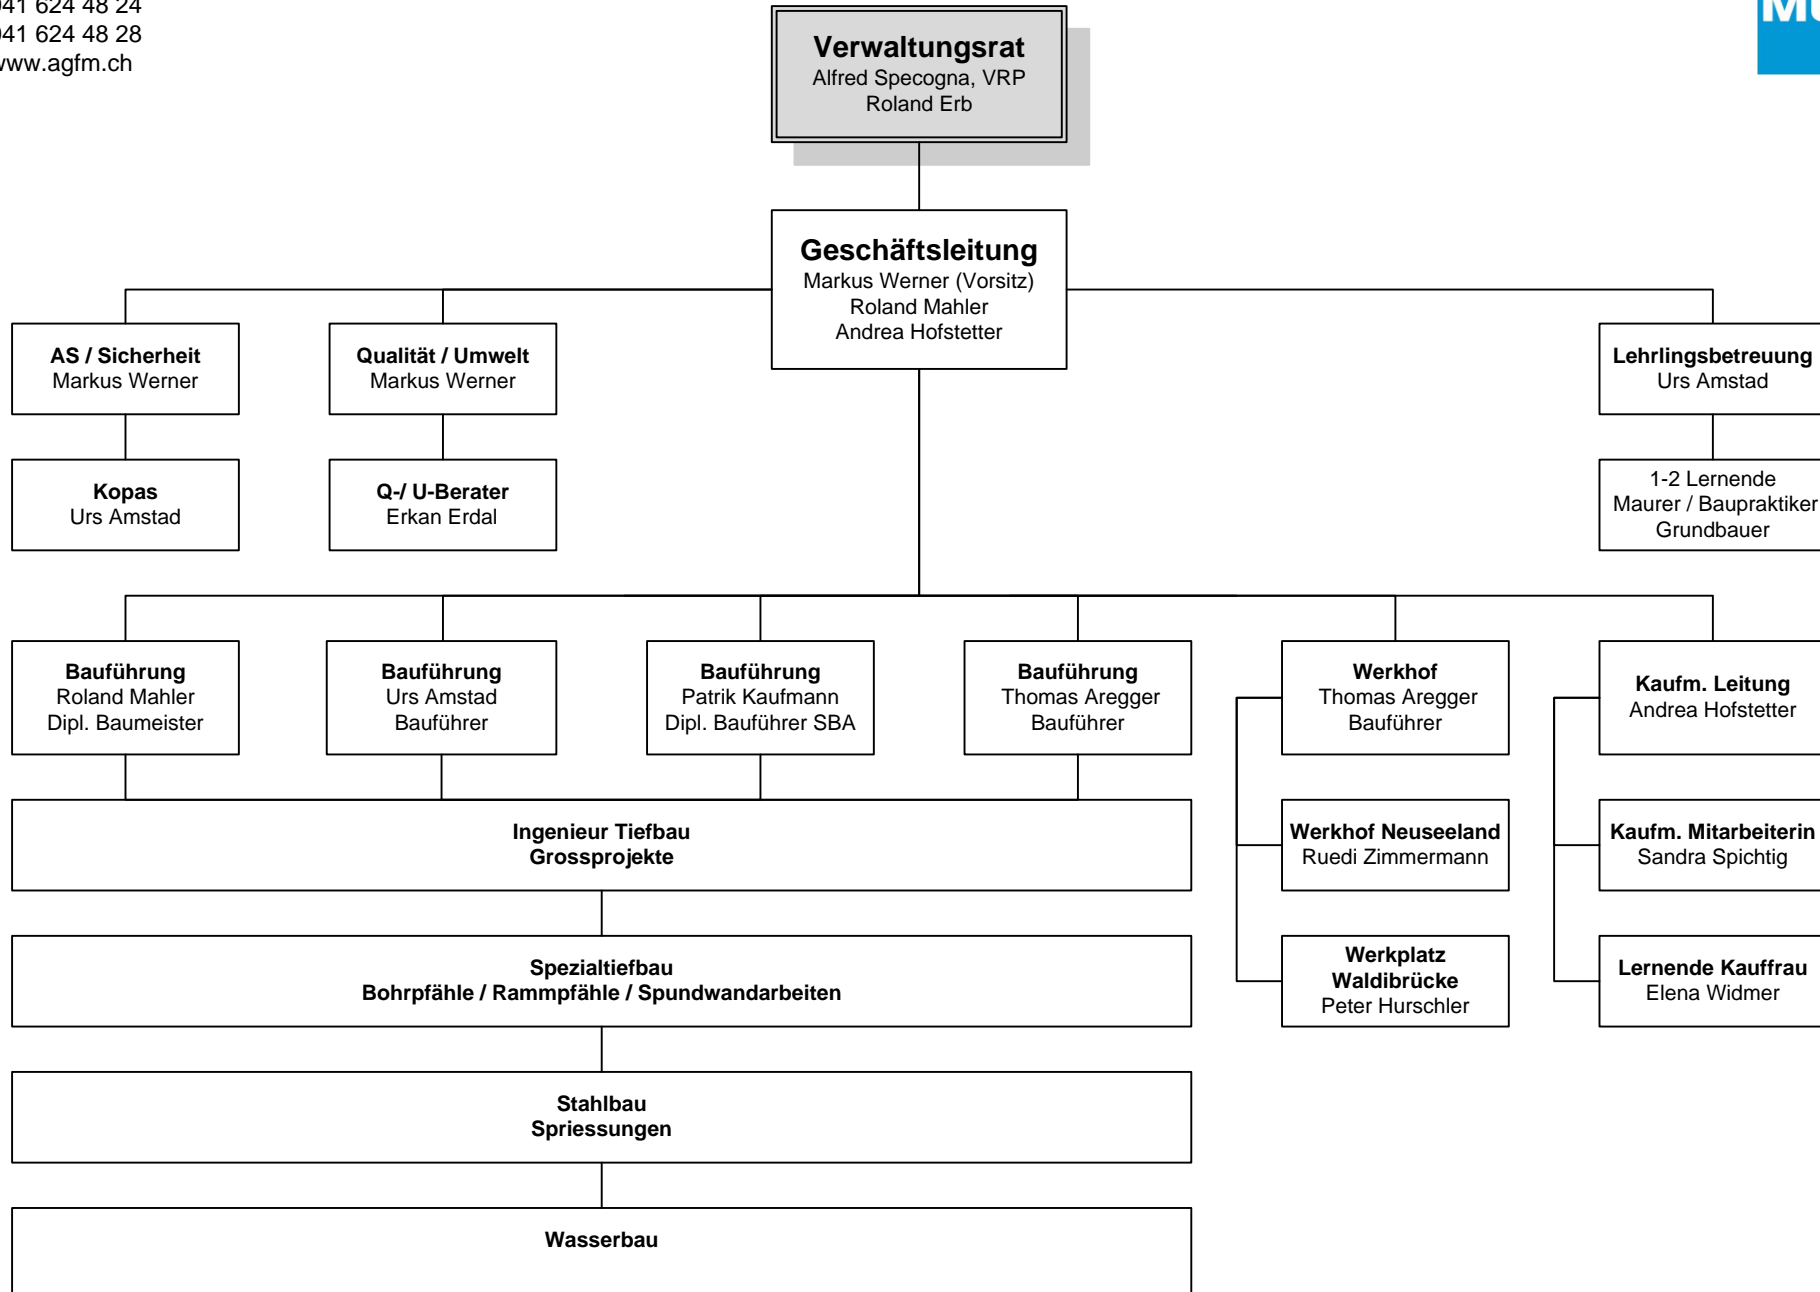 041 624 48 24
041 624 48 28
www.agfm.ch
Verwaltungsrat
Alfred Specogna, VRP
Roland Erb
Geschäftsleitung
Markus Werner (Vorsitz)
Roland Mahler
Andrea Hofstetter
AS / Sicherheit
Markus Werner
Qualität / Umwelt
Markus Werner
Lehrlingsbetreuung
Urs Amstad
Kopas
Urs Amstad
Q-/ U-Berater
Erkan Erdal
1-2 Lernende
Maurer / Baupraktiker
Grundbauer
Bauführung
Roland Mahler
Dipl. Baumeister
Bauführung
Urs Amstad
Bauführer
Bauführung
Patrik Kaufmann
Dipl. Bauführer SBA
Bauführung
Thomas Aregger
Bauführer
Werkhof
Thomas Aregger
Bauführer
Kaufm. Leitung
Andrea Hofstetter
Ingenieur Tiefbau
Grossprojekte
Werkhof Neuseeland
Ruedi Zimmermann
Kaufm. Mitarbeiterin
Sandra Spichtig
Spezialtiefbau
Bohrpfähle / Rammpfähle / Spundwandarbeiten
Werkplatz
Waldibrücke
Peter Hurschler
Lernende Kauffrau
Elena Widmer
Stahlbau
Spriessungen
Wasserbau